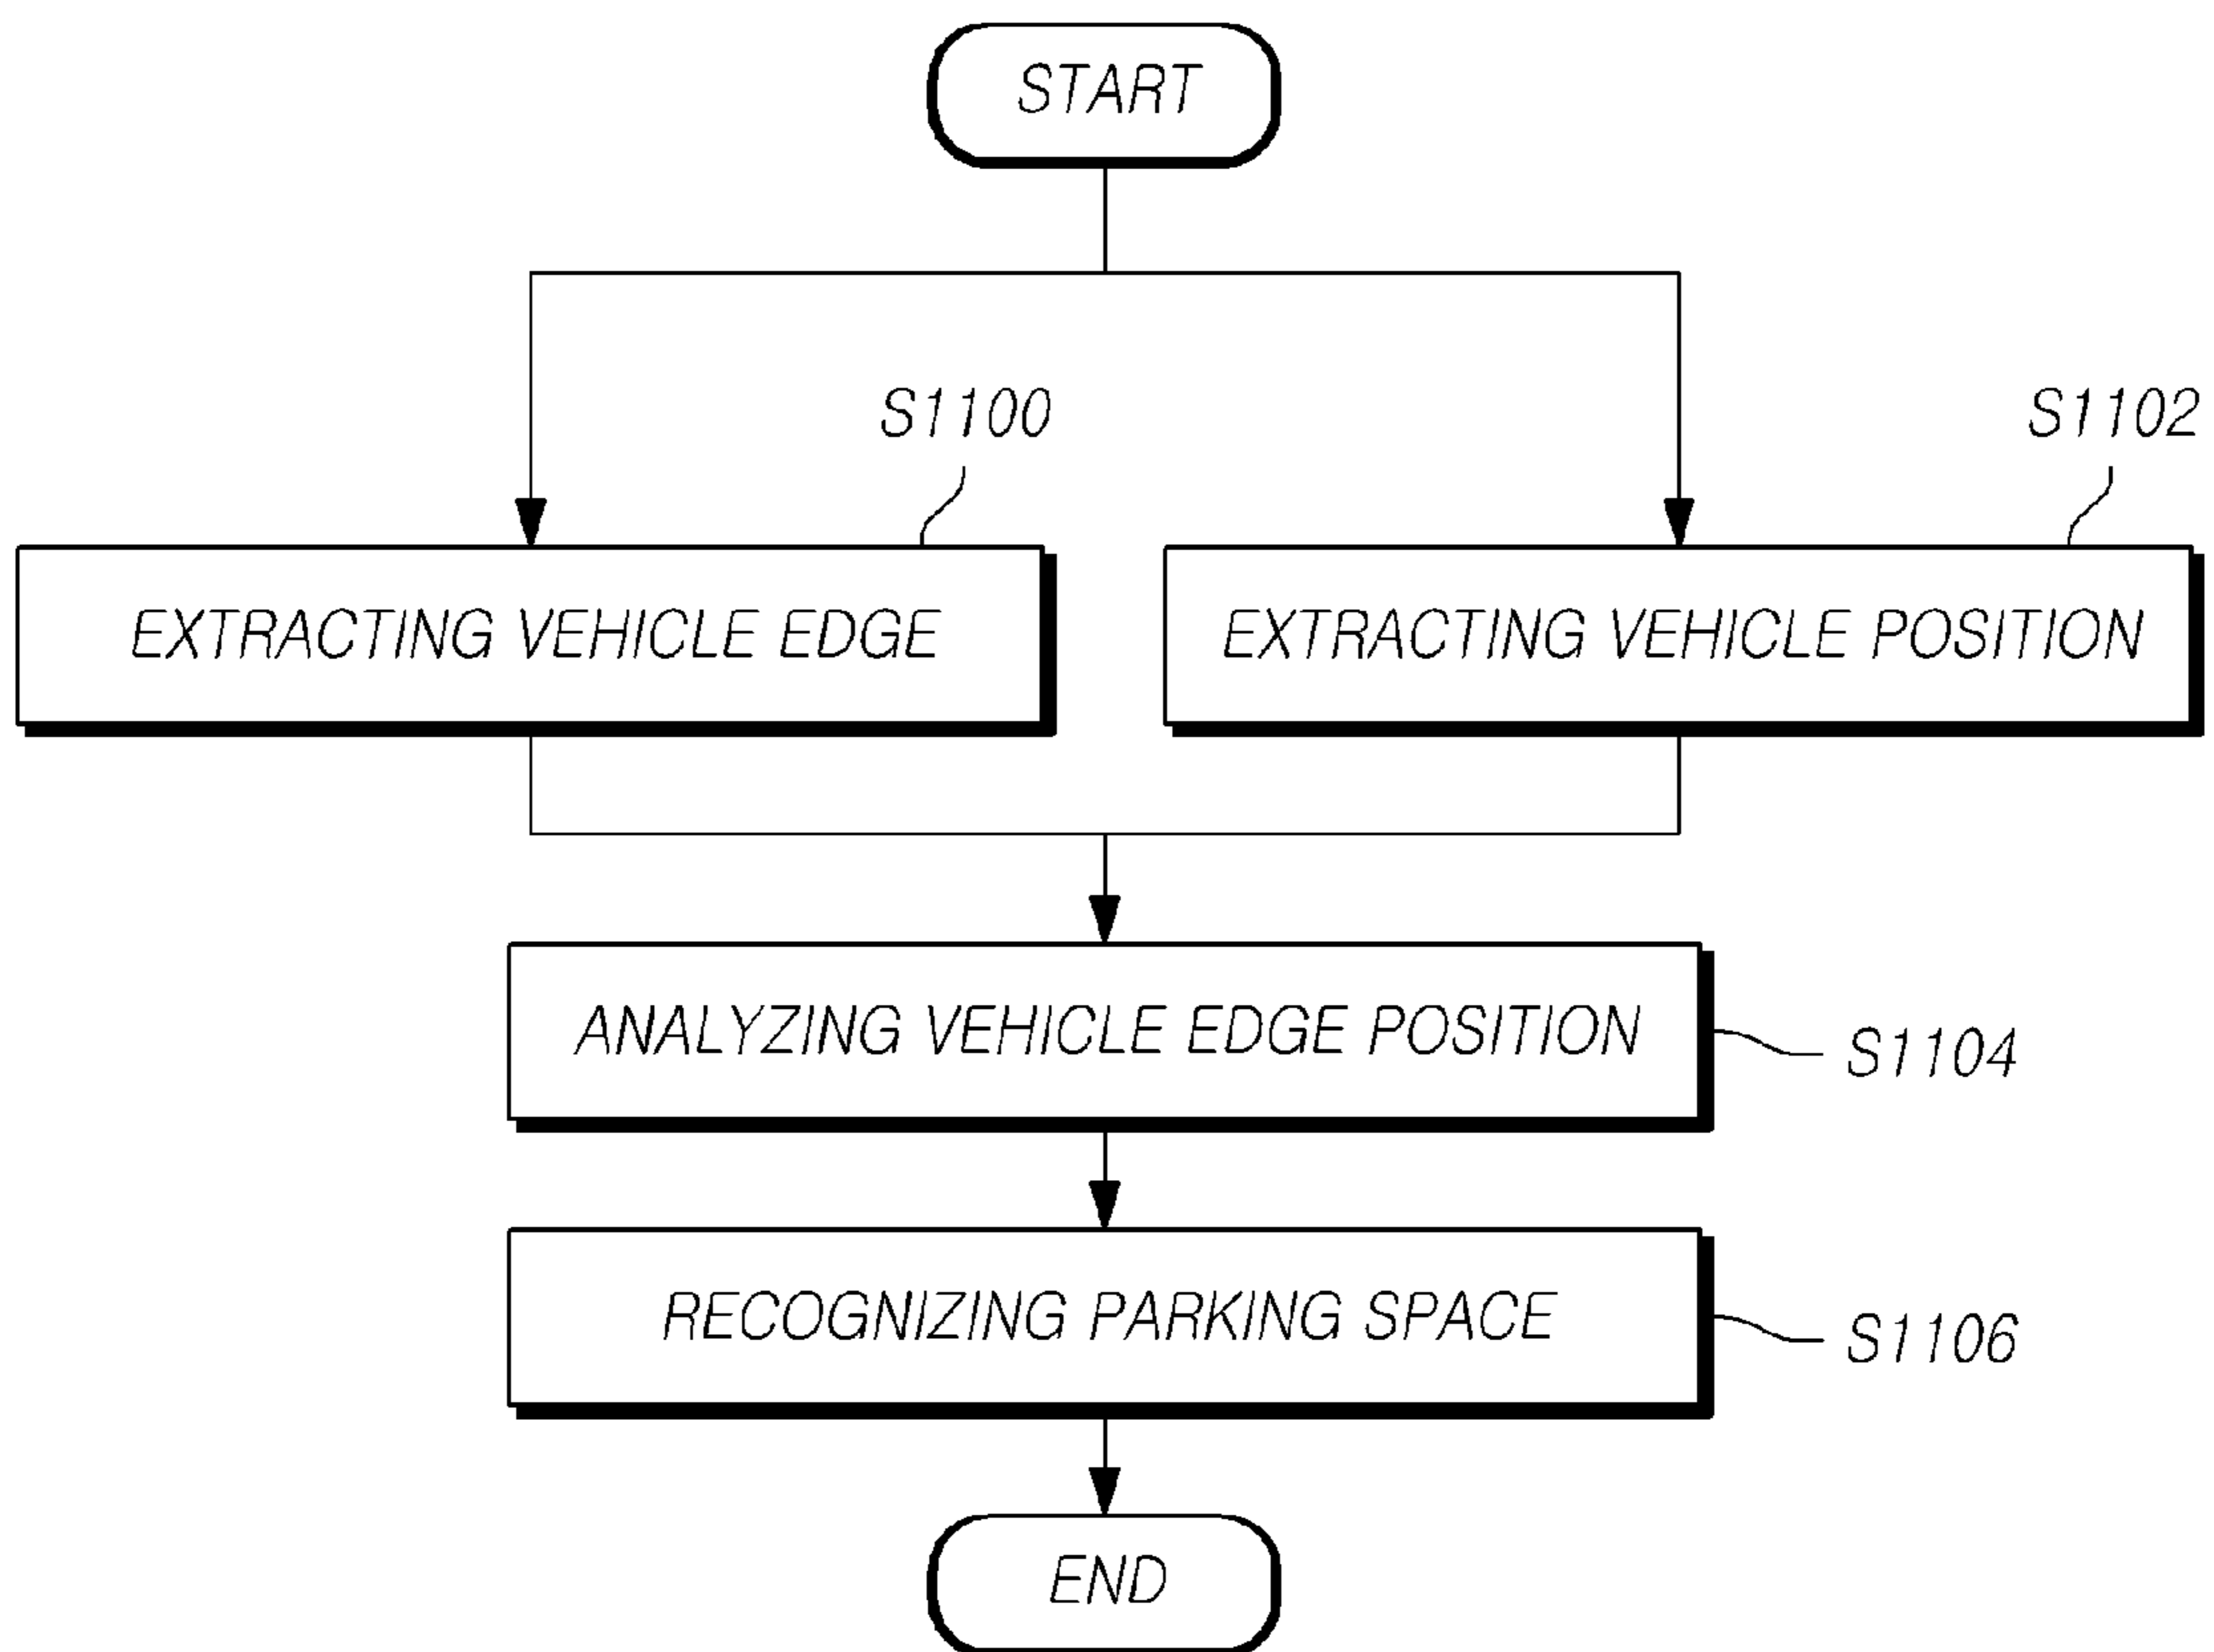 START
S1100
S1102
EXTRACTING VEHICLE EDGE
EXTRACTING VEHICLE POSITION
ANALYZING VEHICLE EDGE POSITION
S1104
RECOGNIZING PARKING SPACE
S1106
END